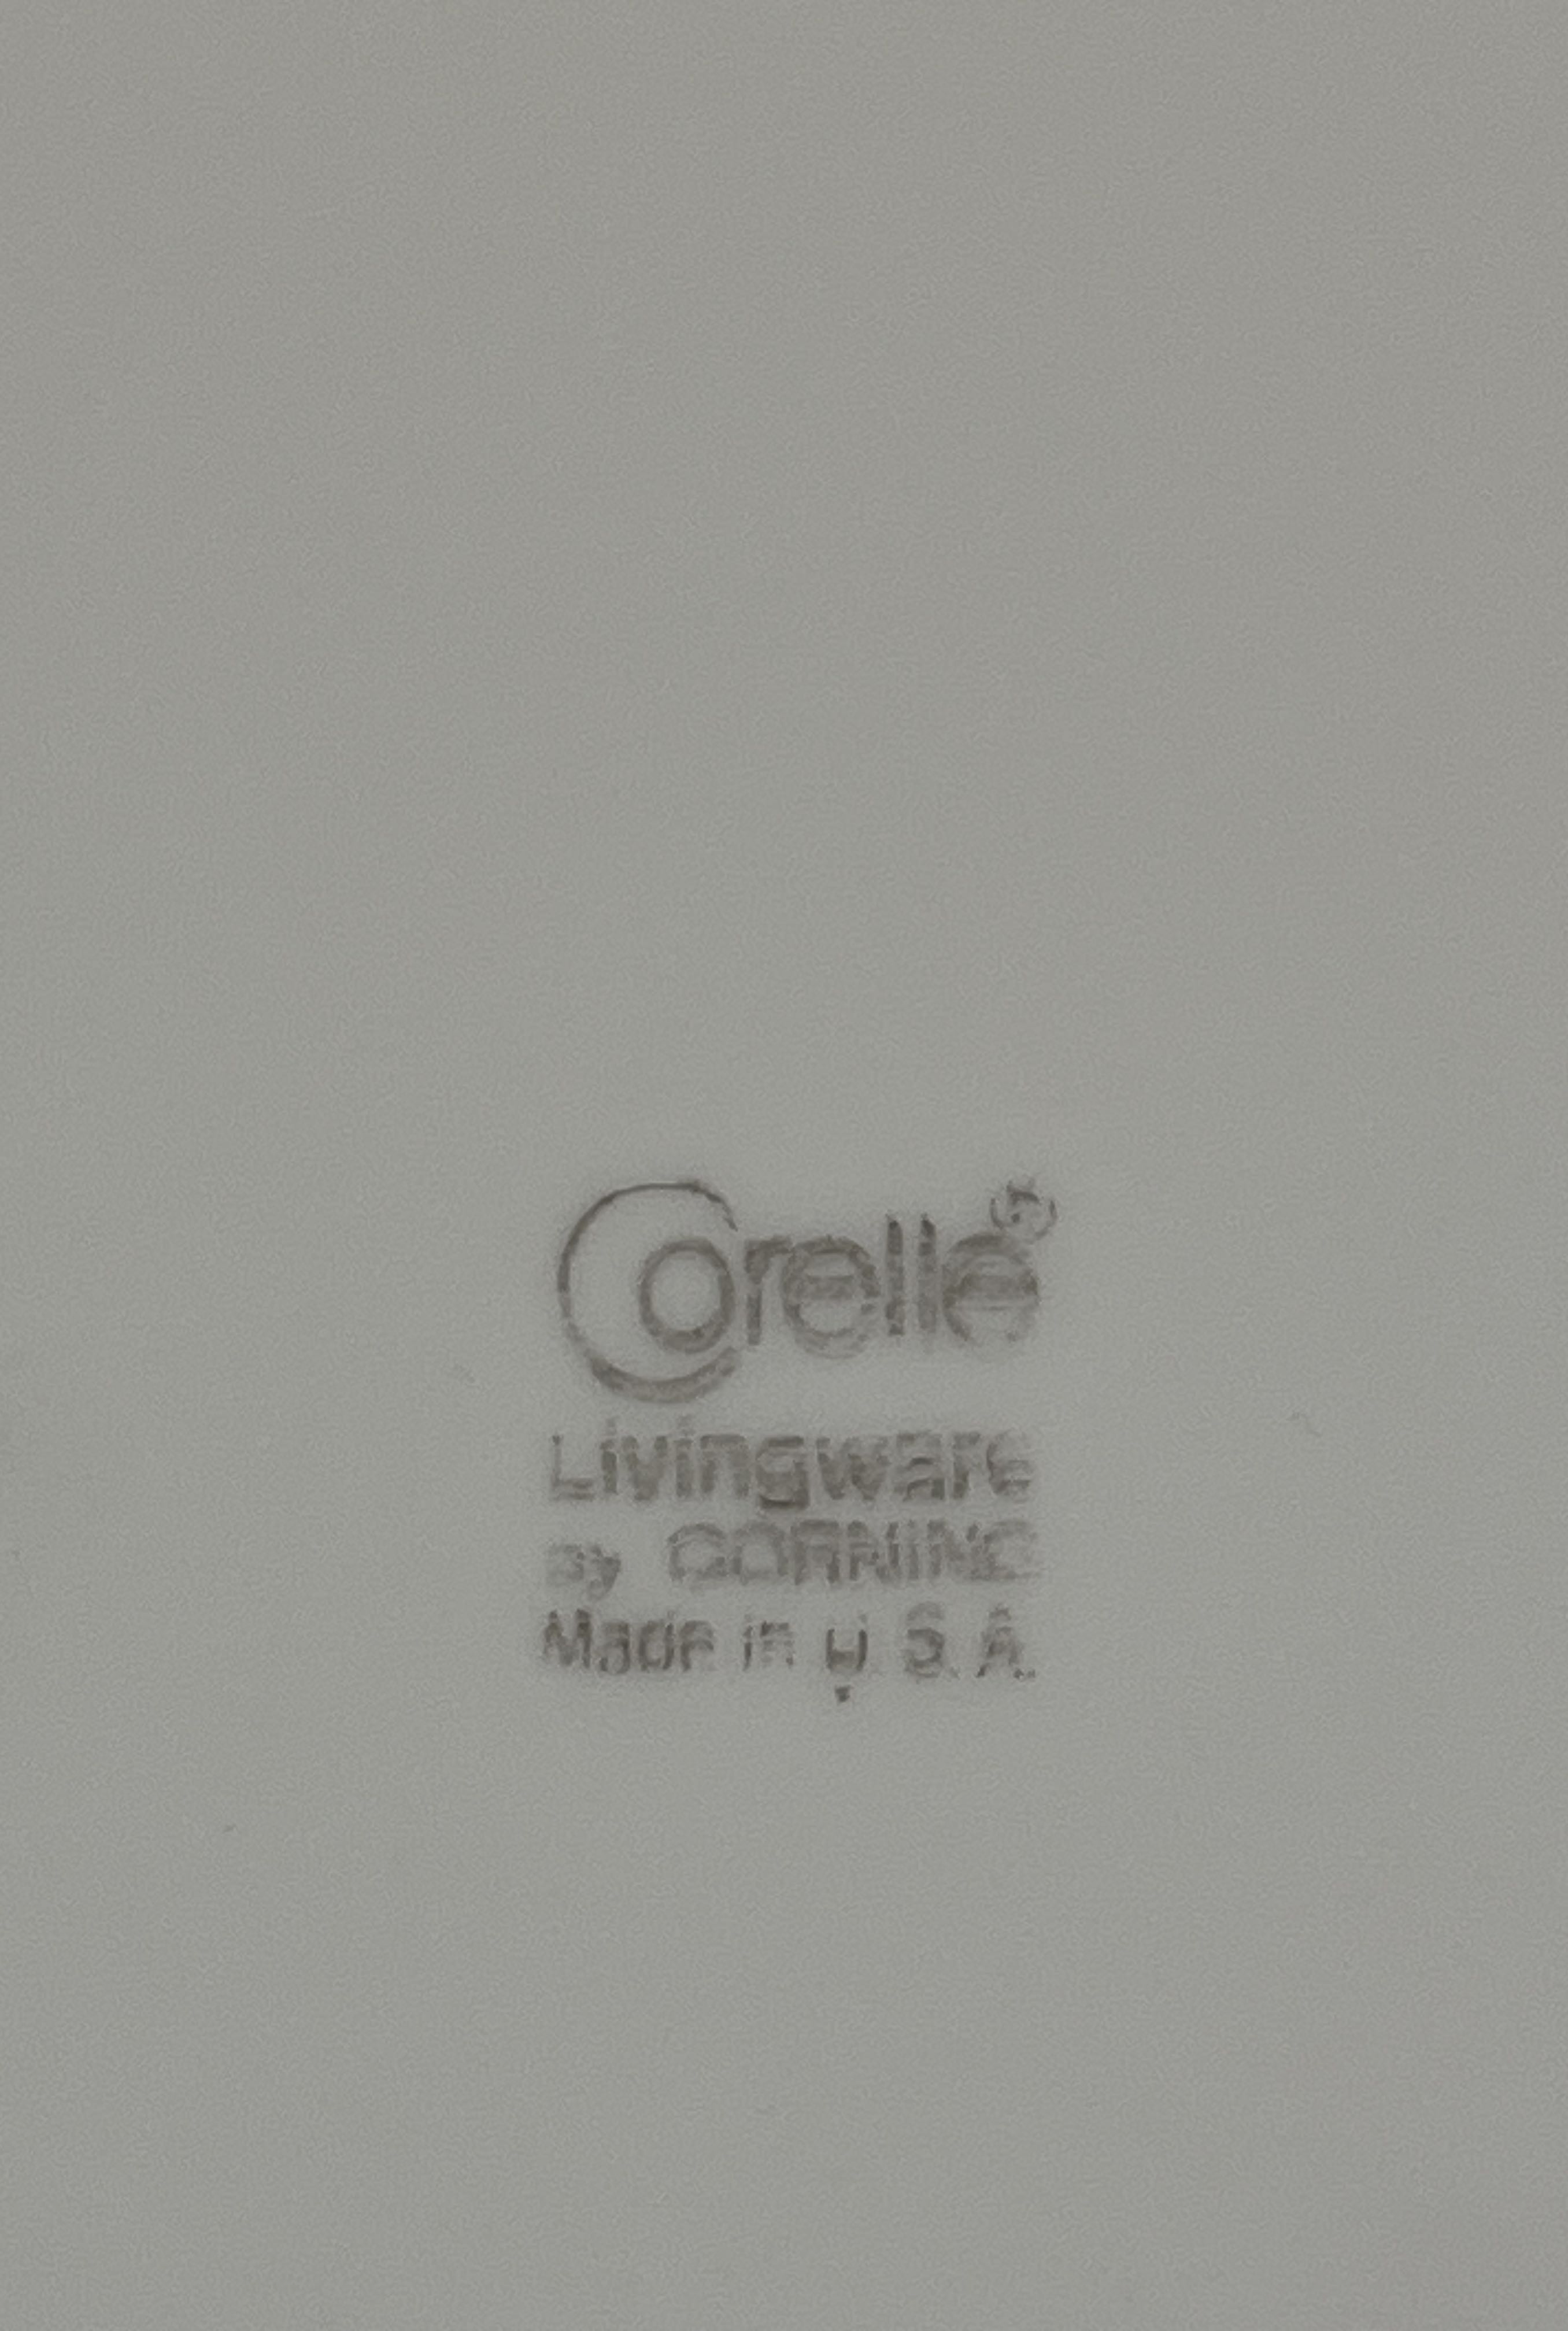 Corelle®
Livingware
By CORNING
Made in U.S.A.